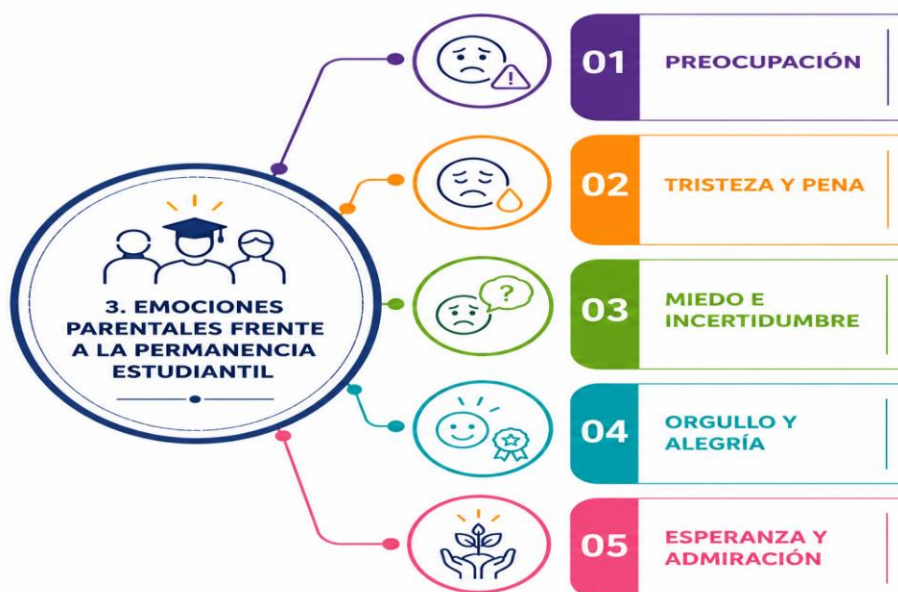 3. EMOCIONES
PARENTALES FRENTE
A LA PERMANENCIA
ESTUDIANTIL
01
PREOCUPACIÓN
02
TRISTEZA Y PENA
?
03
MIEDO E
INCERTIDUMBRE
04
ORGULLO Y
ALEGRÍA
05
ESPERANZA Y
ADMIRACIÓN